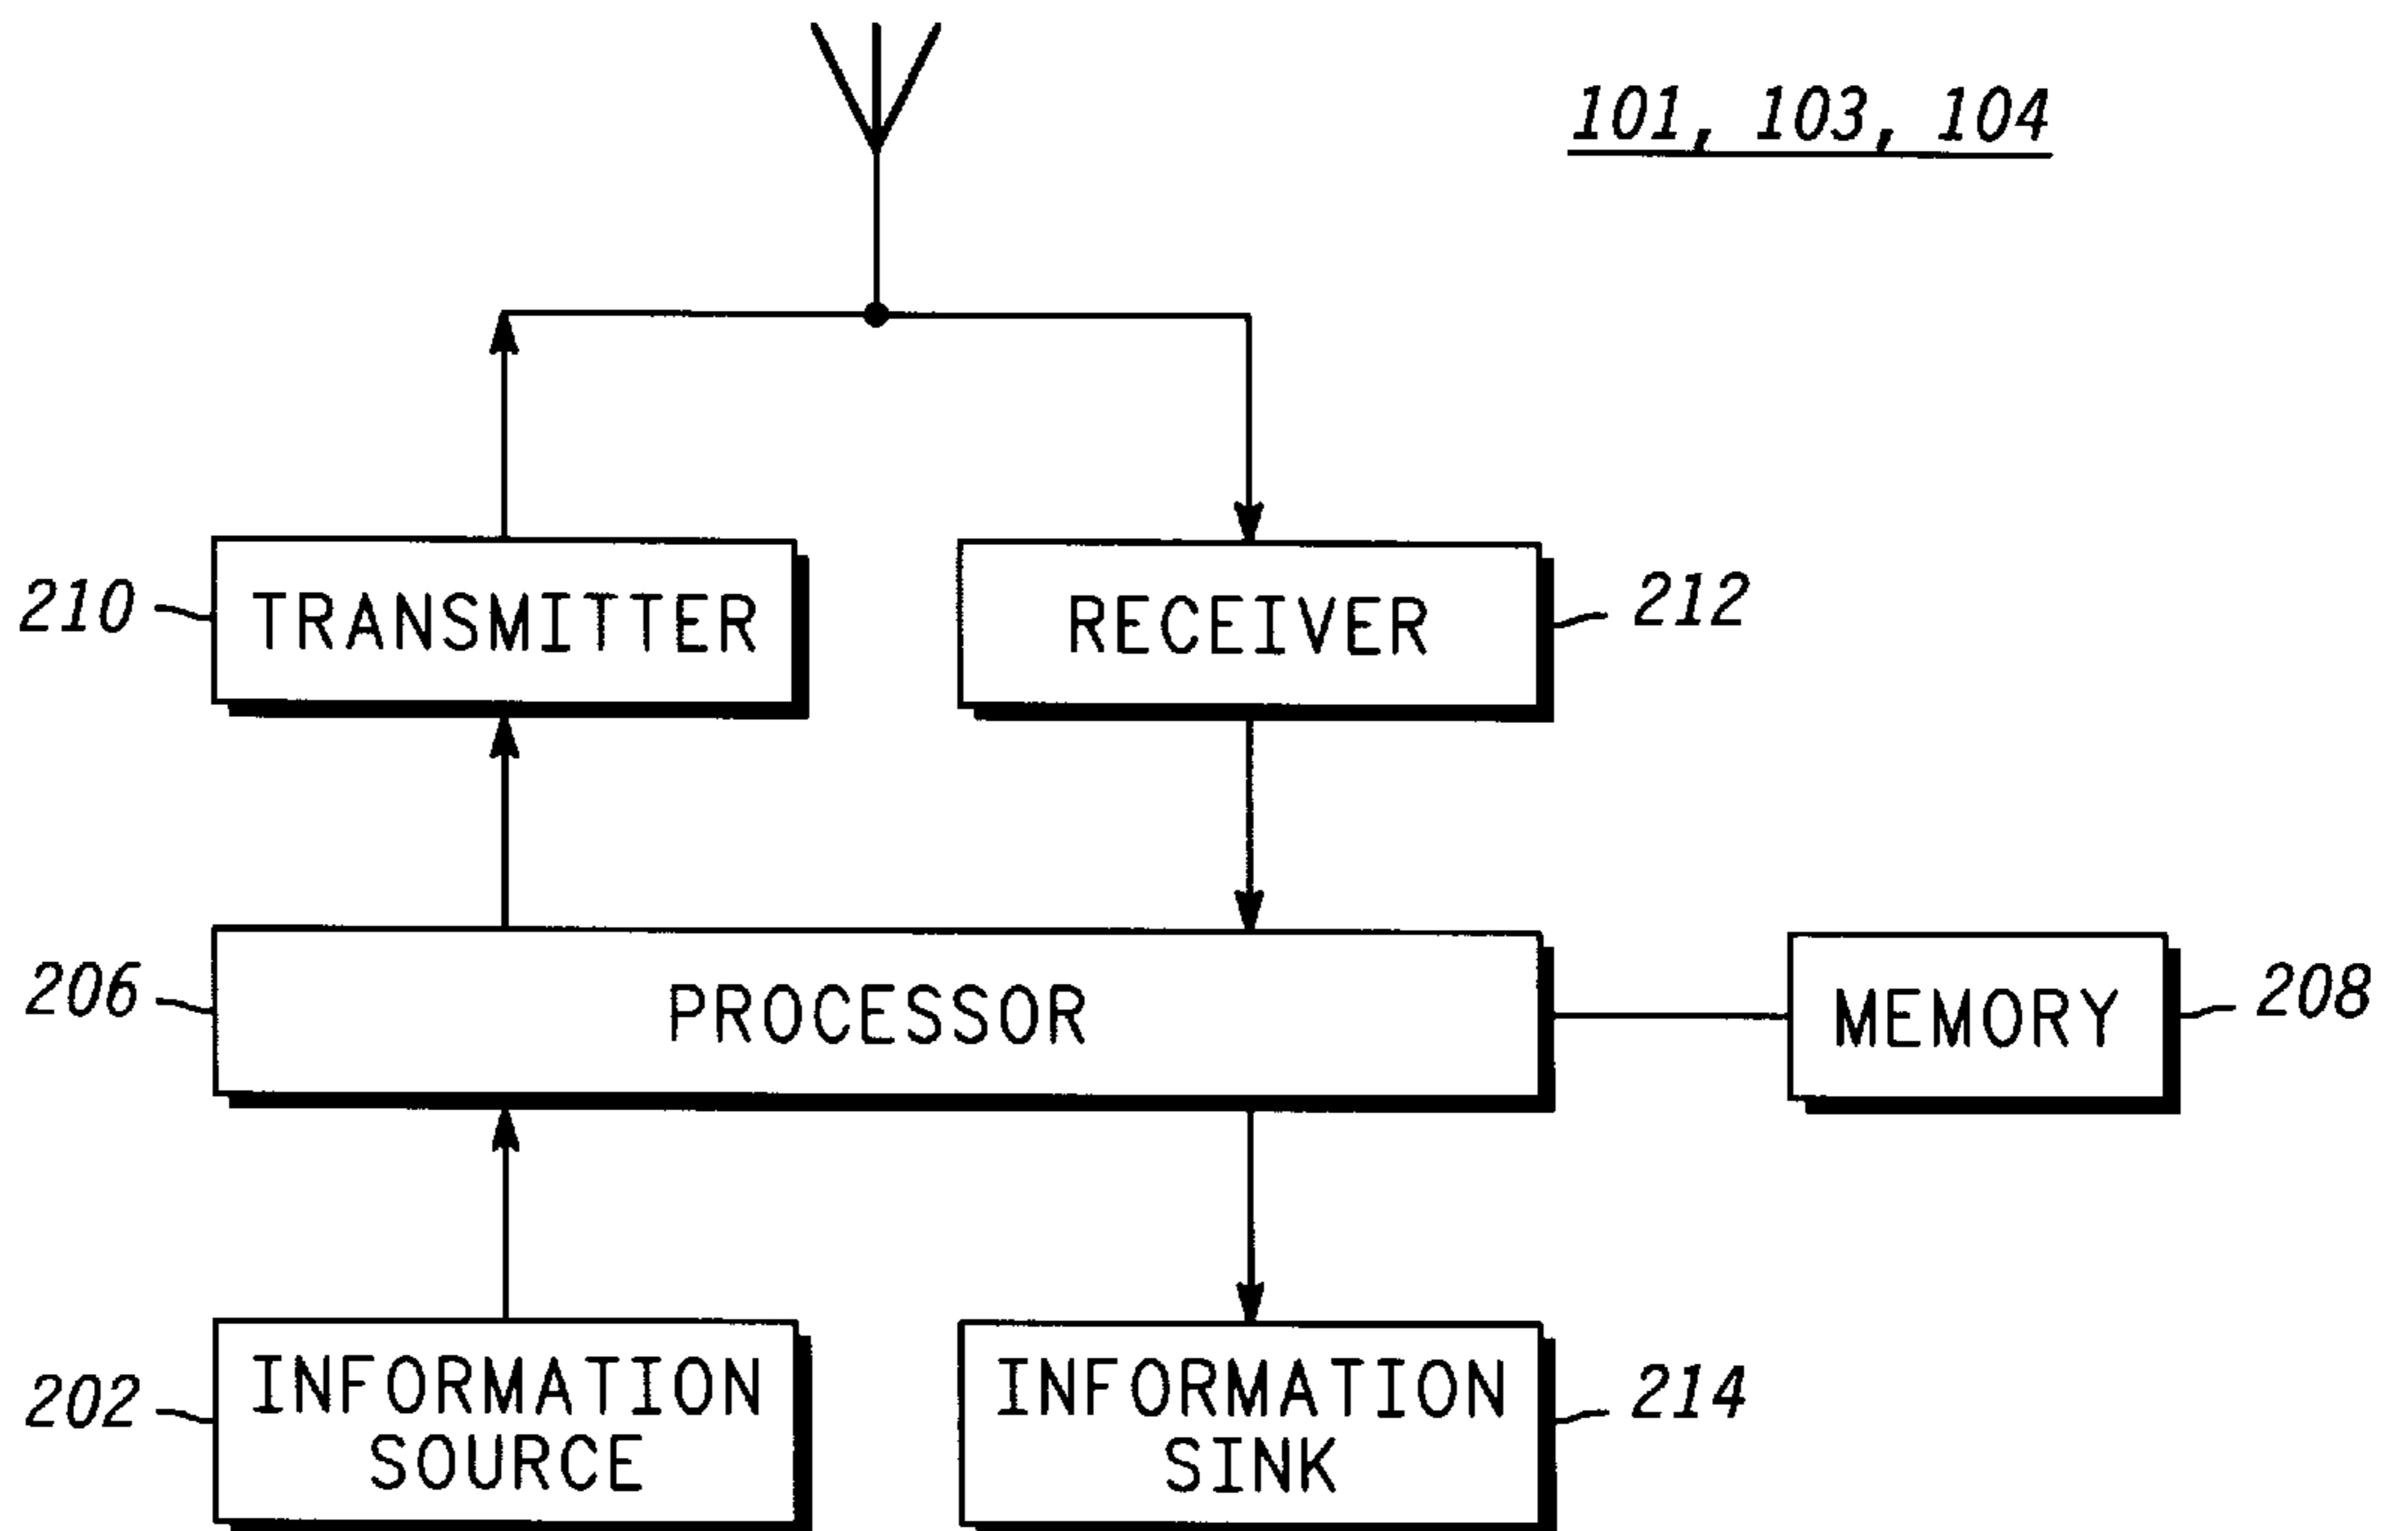 101, 103, 104
210
TRANSMITTER
RECEIVER
212
206
PROCESSOR
MEMORY
208
202
INFORMATION
SOURCE
INFORMATION
SINK
214